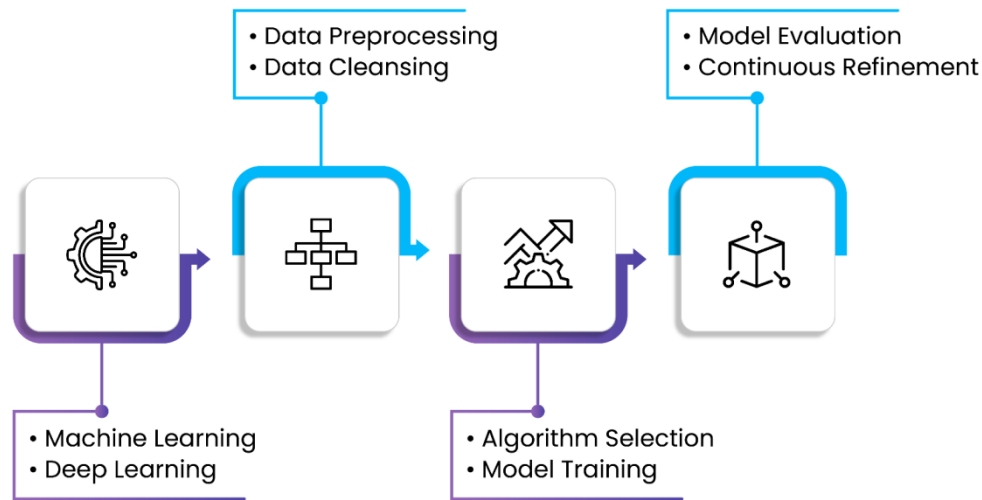 • Data Preprocessing
• Data Cleansing
• Model Evaluation
• Continuous Refinement
• Machine Learning
• Deep Learning
• Algorithm Selection
• Model Training